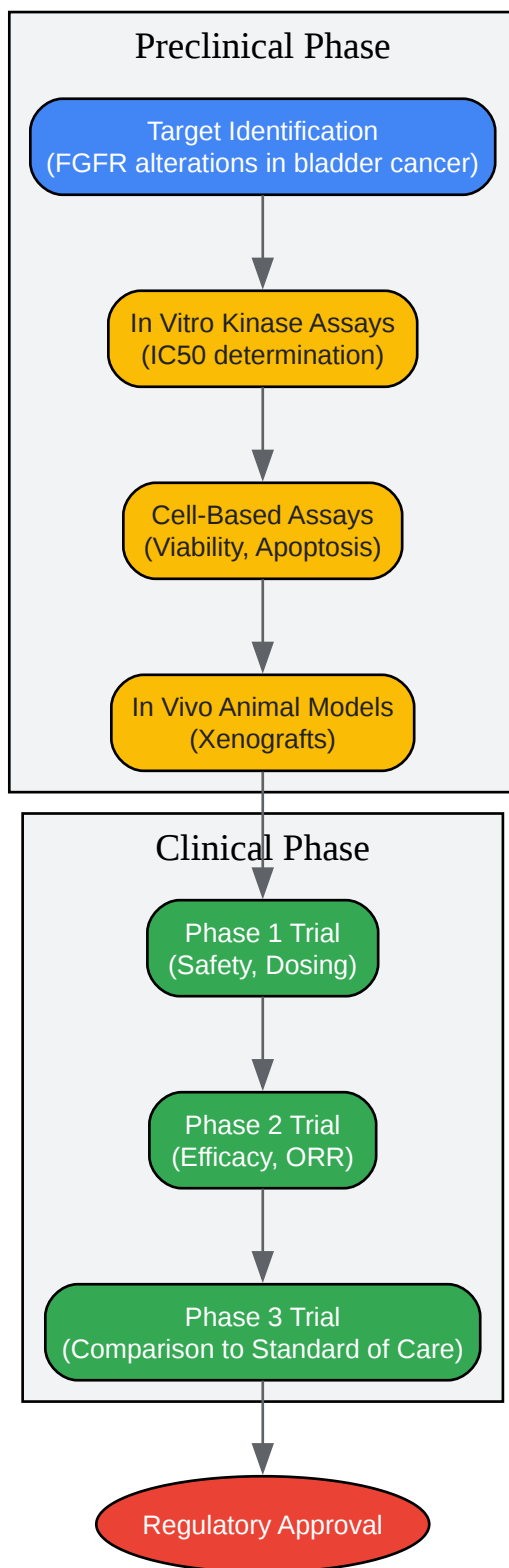 Preclinical Phase
Target Identification
(FGFR alterations in bladder cancer)
In Vitro Kinase Assays
(IC50 determination)
Cell-Based Assays
(Viability, Apoptosis)
In Vivo Animal Models
(Xenografts)
Clinical Phase
Phase 1 Trial
(Safety, Dosing)
Phase 2 Trial
(Efficacy, ORR)
Phase 3 Trial
(Comparison to Standard of Care)
Regulatory Approval